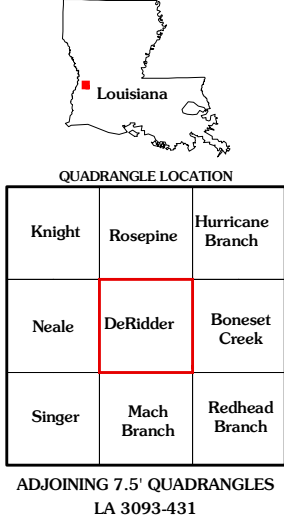 Louisiana
QUADRANGLE LOCATION
Knight
Rosepine
Hurricane
Branch
Neale
DeRidder
Boneset
Creek
Singer
Mach
Branch
Redhead
Branch
ADJOINING 7.5' QUADRANGLES
LA 3093-431